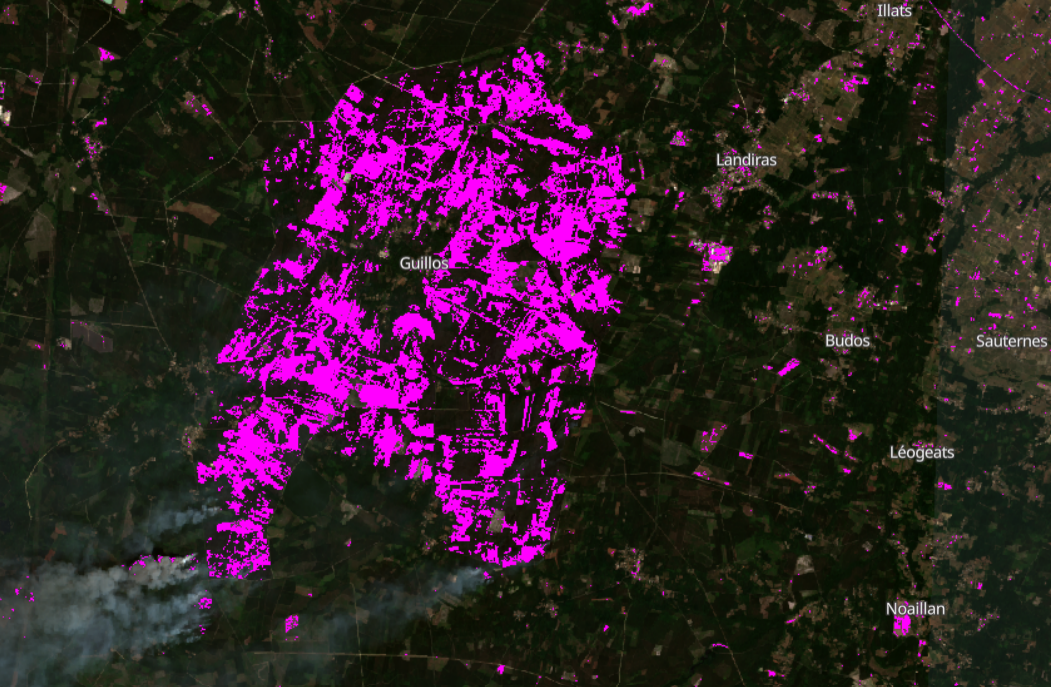 Illats
Landiras
Guillos
Budos
Sauternes
Léogeats
Noaillan